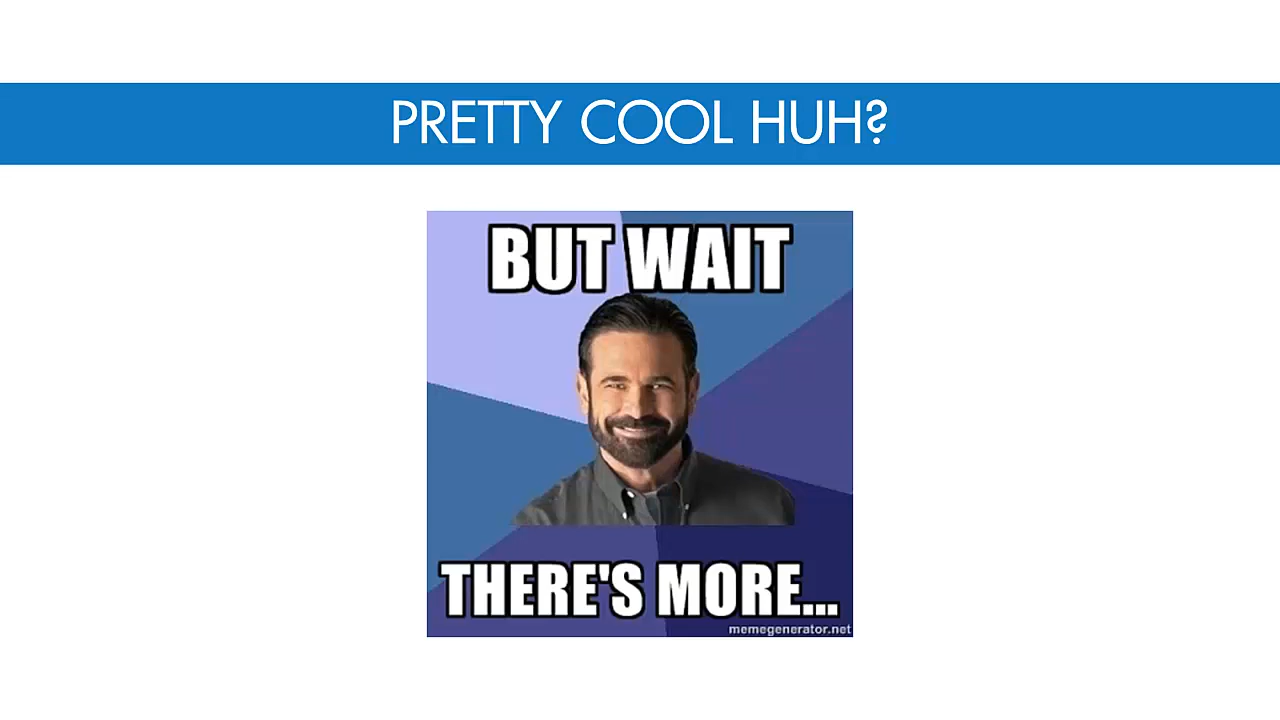 PRETTY COOL HUH?
BUT WAIT
THERE'S MORE...
memegenerator.net